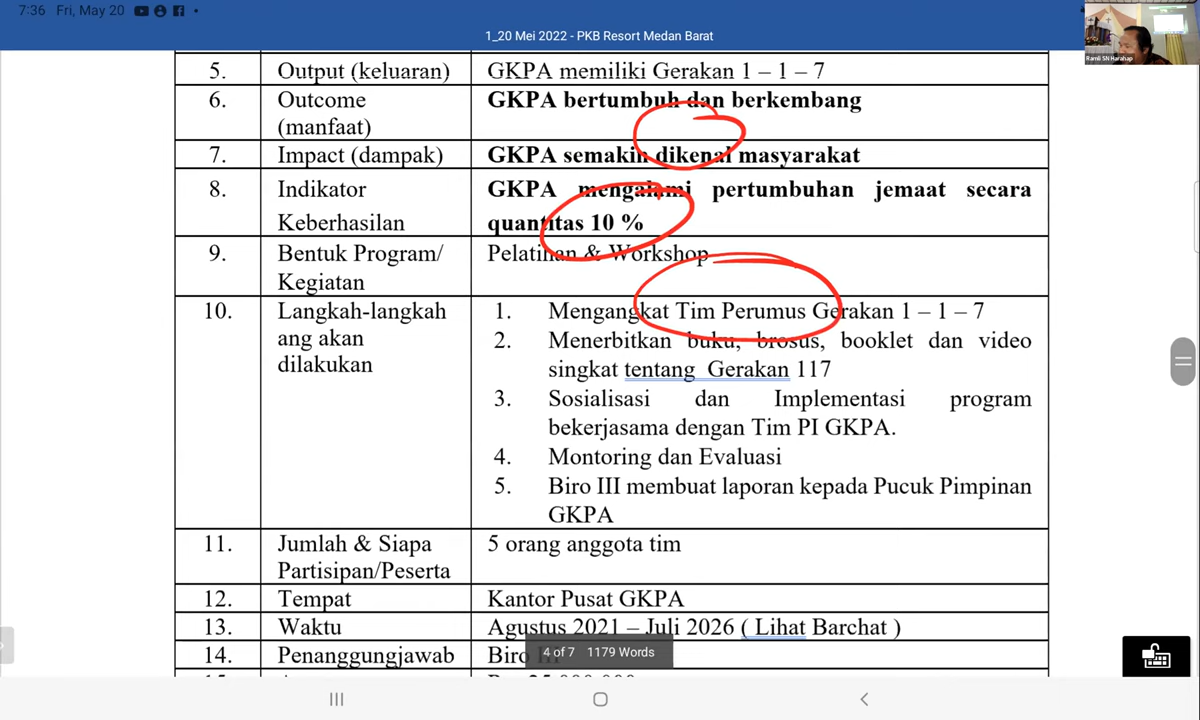 7:36 Fri, May 20
1_20 Mei 2022 - PKB Resort Medan Barat
Ramli SN Harahap
5. Output (keluaran) GKPA memiliki Gerakan 1 – 1 – 7
6. Outcome GKPA bertumbuh dan berkembang
(manfaat)
7. Impact (dampak) GKPA semakin dikenal masyarakat
8. Indikator GKPA mengalami pertumbuhan jemaat secara
Keberhasilan quantitas 10 %
9. Bentuk Program/ Pelatihan & Workshop
Kegiatan
10. Langkah-langkah 1. Mengangkat Tim Perumus Gerakan 1 – 1 – 7
ang akan 2. Menerbitkan buku, brosus, booklet dan video
dilakukan singkat tentang Gerakan 117
3. Sosialisasi dan Implementasi program
bekerjasama dengan Tim PI GKPA.
4. Montoring dan Evaluasi
5. Biro III membuat laporan kepada Pucuk Pimpinan
GKPA
11. Jumlah & Siapa 5 orang anggota tim
Partisipan/Peserta
12. Tempat Kantor Pusat GKPA
13. Waktu Agustus 2021 – Juli 2026 ( Lihat Barchat )
14. Penanggungjawab Biro III
4 of 7 1179 Words